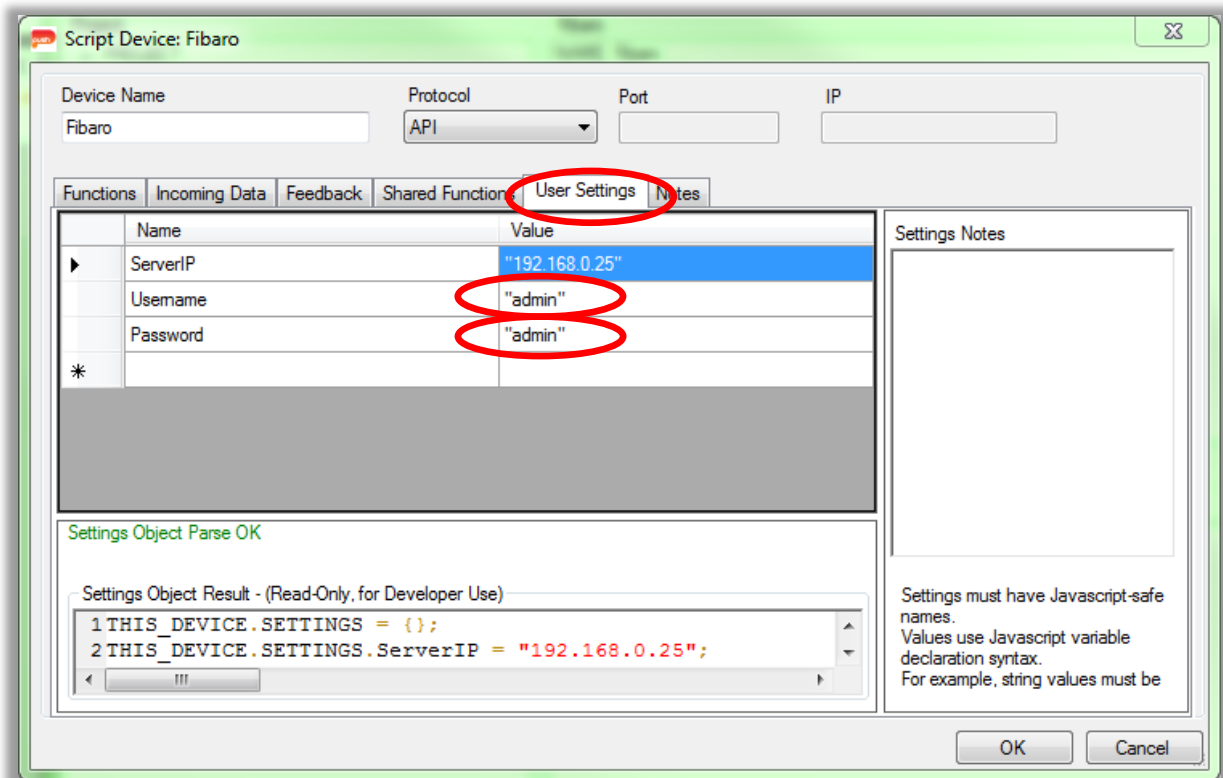 push Script Device: Fibaro
Device Name Protocol Port IP
Fibaro API
Functions Incoming Data Feedback Shared Functions User Settings Notes
Name Value
ServerIP "192.168.0.25"
Username "admin"
Password "admin"
Settings Notes
Settings Object Parse OK
Settings Object Result - (Read-Only, for Developer Use)
1 THIS_DEVICE.SETTINGS = {};
2 THIS_DEVICE.SETTINGS.ServerIP = "192.168.0.25";
Settings must have Javascript-safe
names.
Values use Javascript variable
declaration syntax.
For example, string values must be
OK Cancel